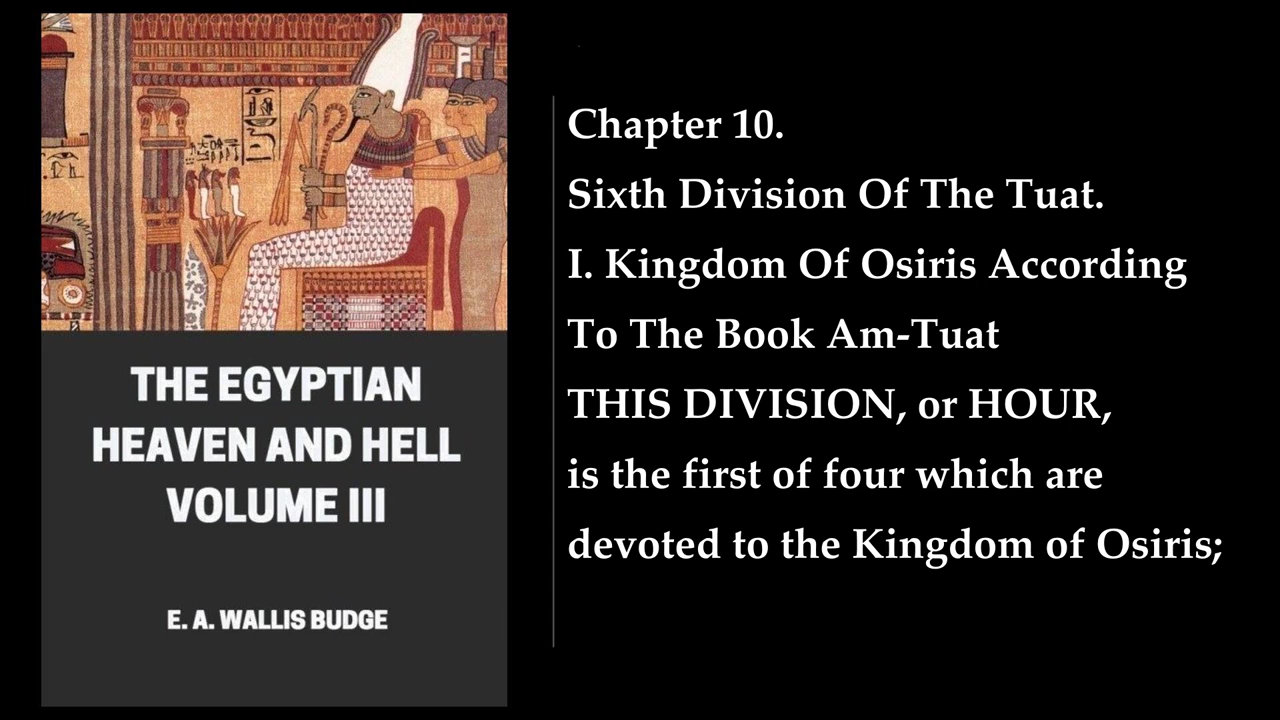 THE EGYPTIAN
HEAVEN AND HELL
VOLUME III
E. A. WALLIS BUDGE
Chapter 10.
Sixth Division Of The Tuat.
I. Kingdom Of Osiris According
To The Book Am-Tuat
THIS DIVISION, or HOUR,
is the first of four which are
devoted to the Kingdom of Osiris;